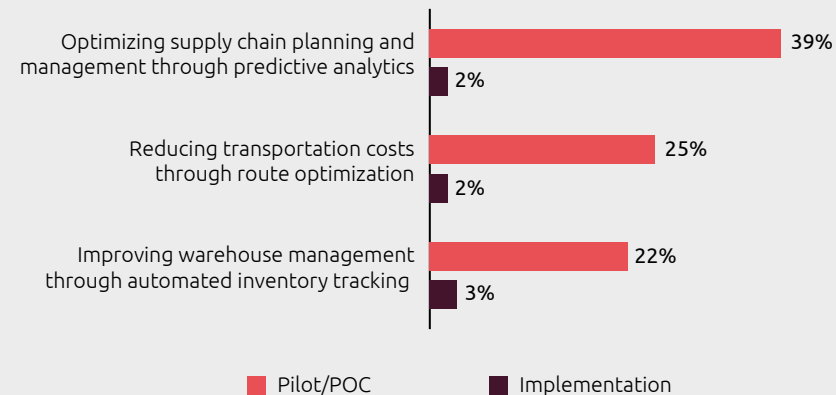 Optimizing supply chain planning and
management through predictive analytics
39%
2%
Reducing transportation costs
through route optimization
25%
2%
Improving warehouse management
through automated inventory tracking
22%
3%
Pilot/POC
Implementation